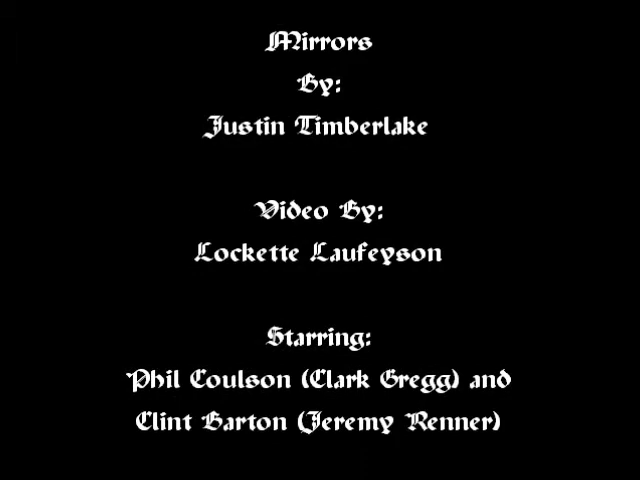 Mirrors
By:
Justin Timberlake
Video By:
Lockette Laufeyson
Starring:
Phil Coulson (Clark Gregg) and
Clint Barton (Jeremy Renner)